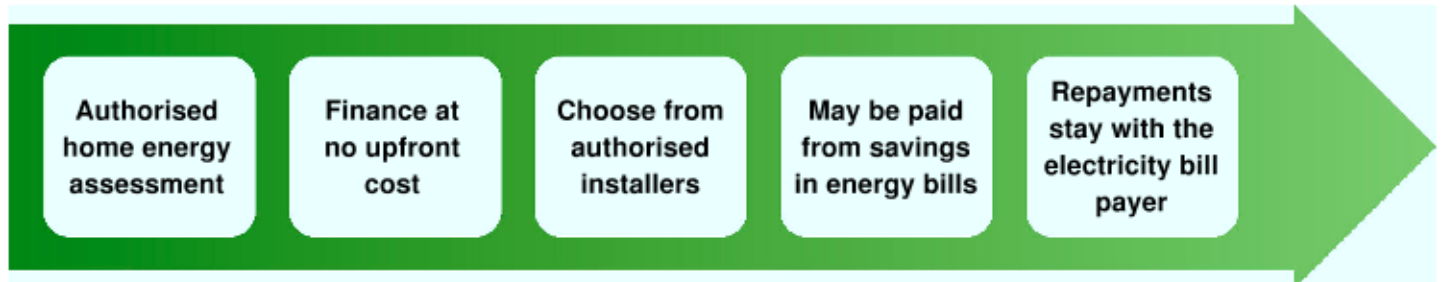 Authorised
home energy
assessment
Finance at
no upfront
cost
Choose from
authorised
installers
May be paid
from savings
in energy bills
Repayments
stay with the
electricity bill
payer